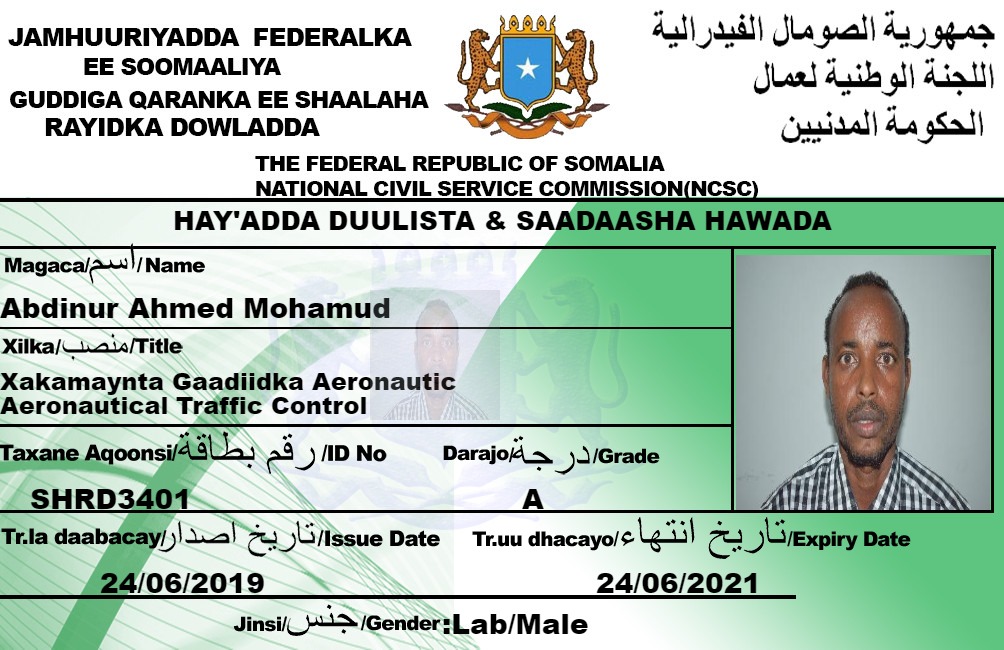 JAMHUURIYADDA FEDERALKA
EE SOOMAALIYA
GUDDIGA QARANKA EE SHAALAHA
RAYIDKA DOWLADDA
جمهورية الصومال الفيدرالية
اللجنة الوطنية لعمال
الحكومة المدنيين
THE FEDERAL REPUBLIC OF SOMALIA
NATIONAL CIVIL SERVICE COMMISSION(NCSC)
HAY'ADDA DUULISTA & SAADAASHA HAWADA
Magaca/اسم/Name
Abdinur Ahmed Mohamud
Xilka/منصب/Title
Xakamaynta Gaadiidka Aeronautic
Aeronautical Traffic Control
Taxane Aqoonsi/رقم بطاقة/ID No
Darajo/درجة/Grade
SHRD3401
A
Tr.la daabacay/تاريخ اصدار/Issue Date
Tr.uu dhacayo/تاريخ انتهاء/Expiry Date
24/06/2019
24/06/2021
Jinsi/جنس/Gender:Lab/Male